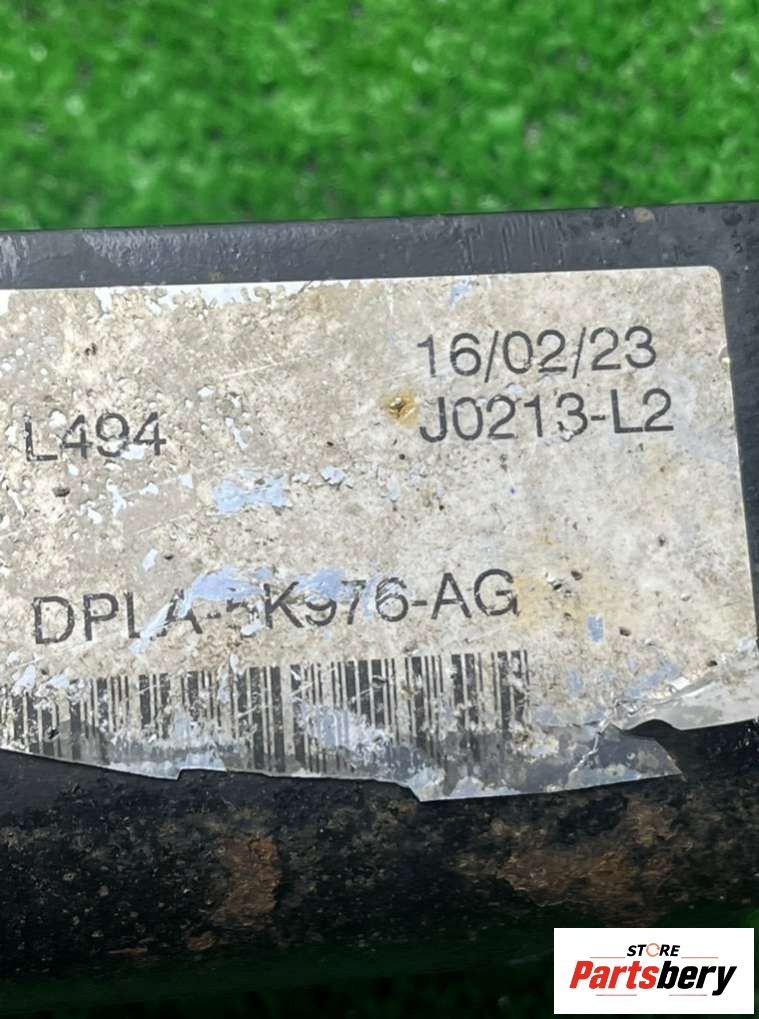 16/02/23
L494
J0213-L2
DPLA-5K976-AG
STORE
Partsbery